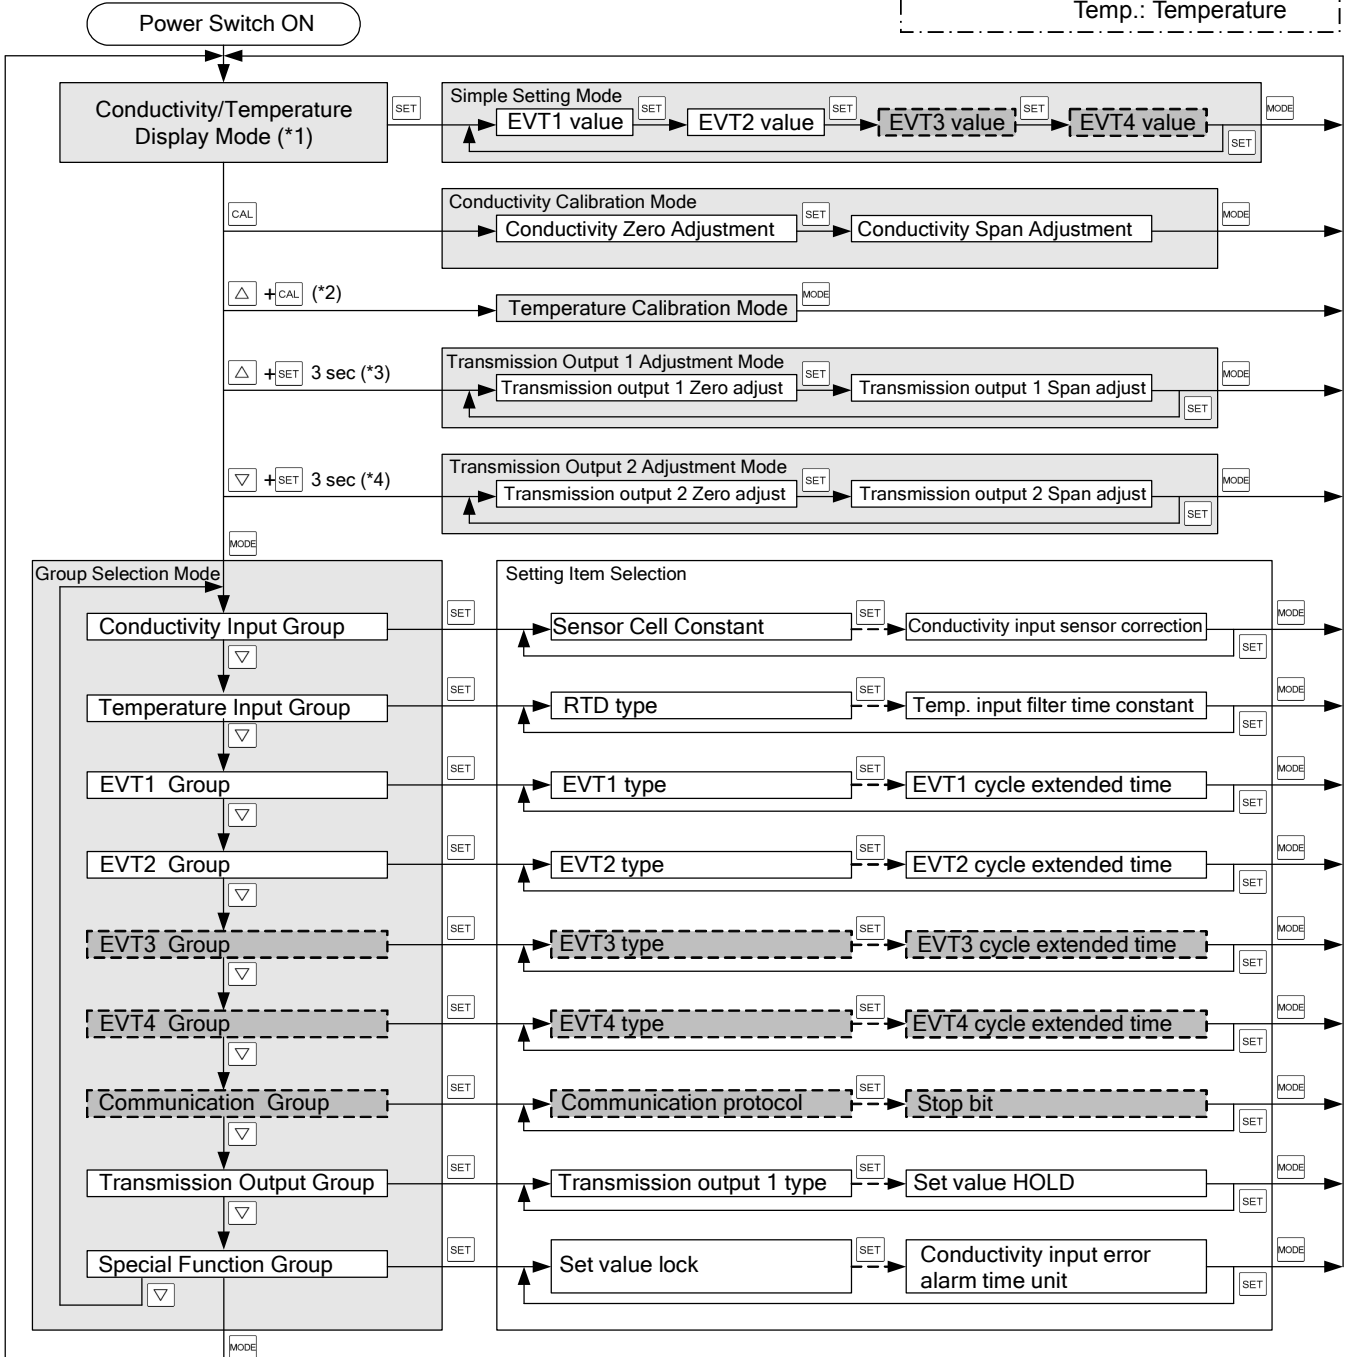 Temp.: Temperature
Power Switch ON
Conductivity/Temperature
Display Mode (*1)
SET
Simple Setting Mode
EVT1 value
SET
EVT2 value
SET
EVT3 value
SET
EVT4 value
SET
MODE
CAL
Conductivity Calibration Mode
Conductivity Zero Adjustment
SET
Conductivity Span Adjustment
MODE
△ + CAL (*2)
Temperature Calibration Mode
MODE
△ + SET 3 sec (*3)
Transmission Output 1 Adjustment Mode
Transmission output 1 Zero adjust
SET
Transmission output 1 Span adjust
SET
MODE
▽ + SET 3 sec (*4)
Transmission Output 2 Adjustment Mode
Transmission output 2 Zero adjust
SET
Transmission output 2 Span adjust
SET
MODE
MODE
Group Selection Mode
Setting Item Selection
Conductivity Input Group
SET
Sensor Cell Constant
SET
Conductivity input sensor correction
SET
MODE
▽
Temperature Input Group
SET
RTD type
SET
Temp. input filter time constant
SET
MODE
▽
EVT1 Group
SET
EVT1 type
SET
EVT1 cycle extended time
SET
MODE
▽
EVT2 Group
SET
EVT2 type
SET
EVT2 cycle extended time
SET
MODE
▽
EVT3 Group
SET
EVT3 type
SET
EVT3 cycle extended time
SET
MODE
▽
EVT4 Group
SET
EVT4 type
SET
EVT4 cycle extended time
SET
MODE
▽
Communication Group
SET
Communication protocol
SET
Stop bit
SET
MODE
▽
Transmission Output Group
SET
Transmission output 1 type
SET
Set value HOLD
SET
MODE
▽
Special Function Group
SET
Set value lock
SET
Conductivity input error
alarm time unit
SET
MODE
▽
MODE